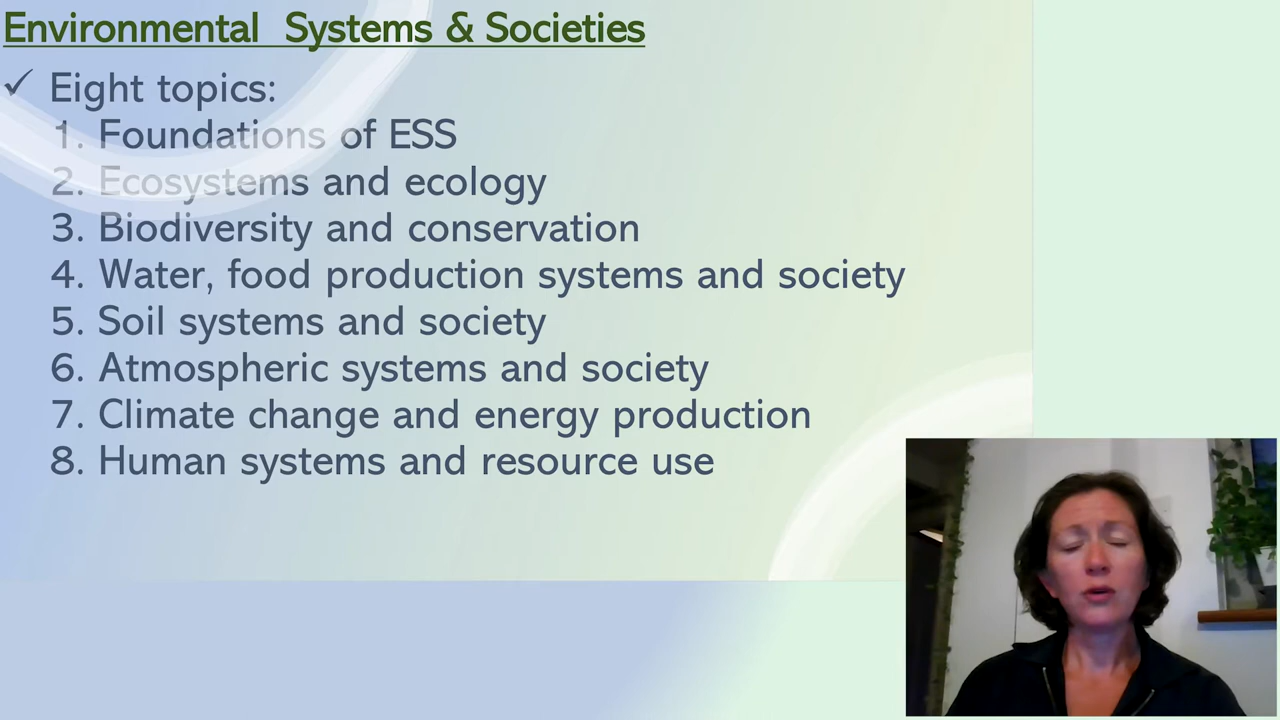 Environmental Systems & Societies
✓ Eight topics:
1. Foundations of ESS
2. Ecosystems and ecology
3. Biodiversity and conservation
4. Water, food production systems and society
5. Soil systems and society
6. Atmospheric systems and society
7. Climate change and energy production
8. Human systems and resource use